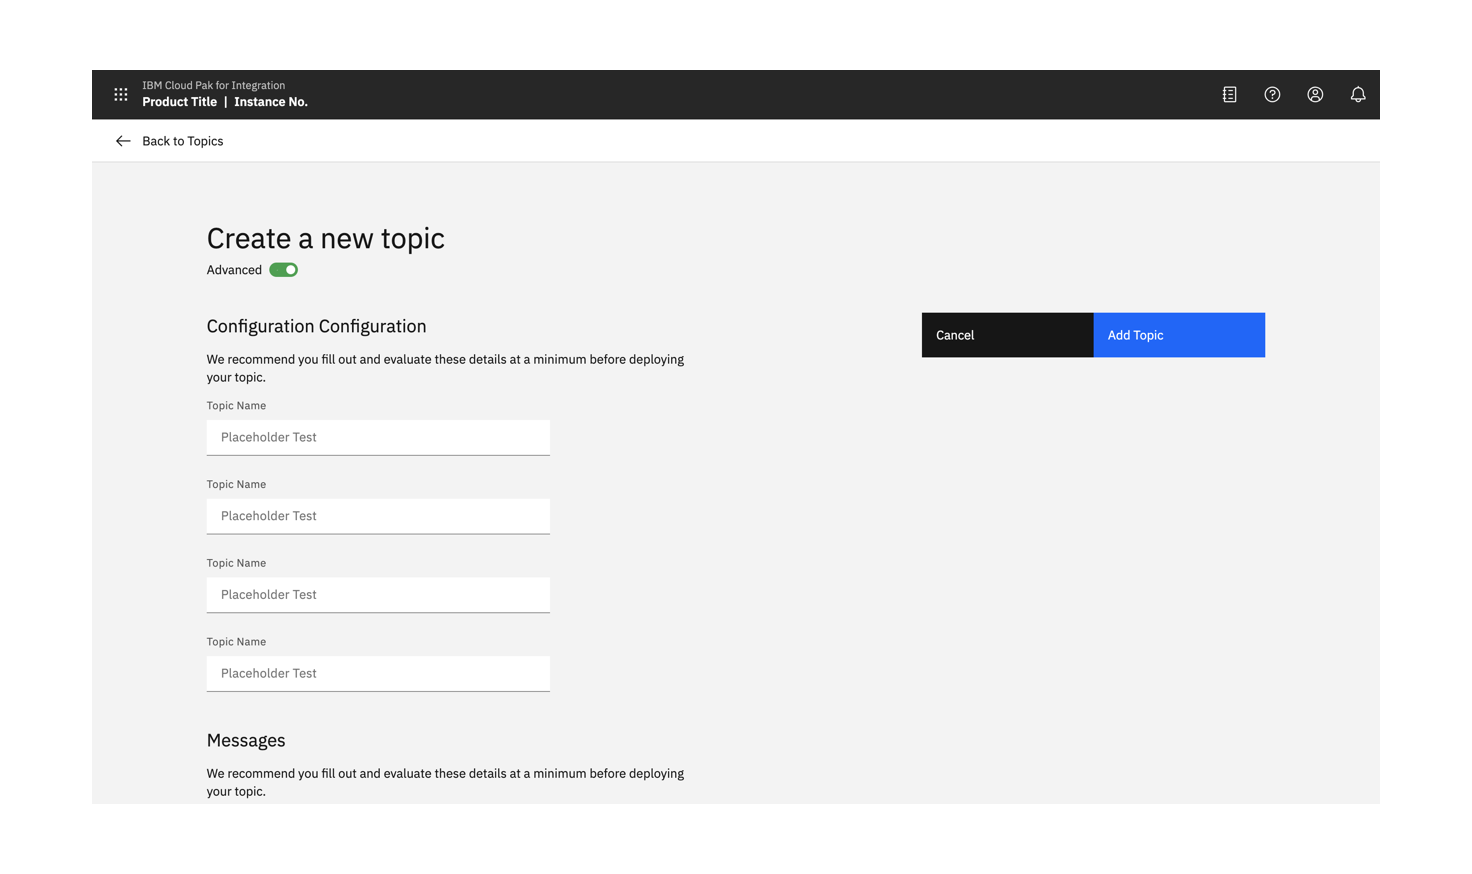 IBM Cloud Pak for Integration
Product Title | Instance No.
Back to Topics
Create a new topic
Advanced
Configuration Configuration
Cancel
Add Topic
We recommend you fill out and evaluate these details at a minimum before deploying
your topic.
Topic Name
Placeholder Test
Topic Name
Placeholder Test
Topic Name
Placeholder Test
Topic Name
Placeholder Test
Messages
We recommend you fill out and evaluate these details at a minimum before deploying
your topic.